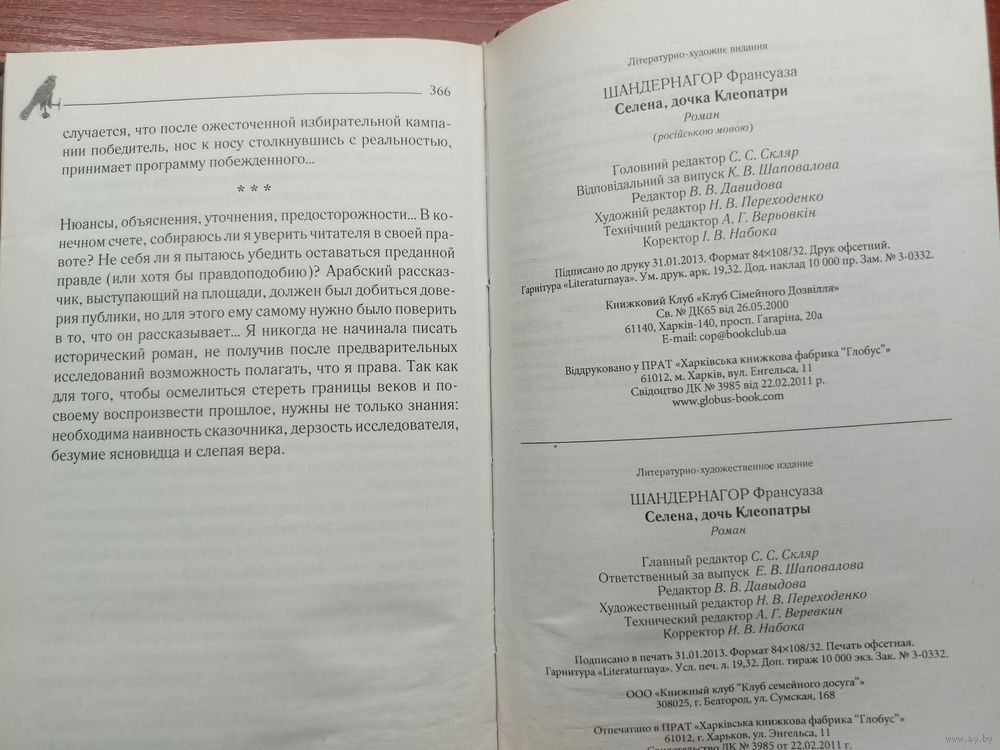 366
случается, что после ожесточенной избирательной кампа-
нии победитель, нос к носу столкнувшись с реальностью,
принимает программу побежденного...
* * *
Нюансы, объяснения, уточнения, предосторожности... В ко-
нечном счете, собираюсь ли я уверить читателя в своей пра-
воте? Не себя ли я пытаюсь убедить оставаться преданной
правде (или хотя бы правдоподобию)? Арабский рассказ-
чик, выступающий на площади, должен был добиться дове-
рия публики, но для этого ему самому нужно было поверить
в то, что он рассказывает... Я никогда не начинала писать
исторический роман, не получив после предварительных
исследований возможность полагать, что я права. Так как
для того, чтобы осмелиться стереть границы веков и по-
своему воспроизвести прошлое, нужны не только знания:
необходима наивность сказочника, дерзость исследователя,
безумие ясновидца и слепая вера.
Літературно-художнє видання
ШАНДЕРНАГОР Франсуаза
Селена, дочка Клеопатри
Роман
(російською мовою)
Головний редактор С. С. Скляр
Відповідальний за випуск К. В. Шаповалова
Редактор В. В. Давидова
Художній редактор Н. В. Переходенко
Технічний редактор А. Г. Верьовкін
Коректор І. В. Набока
Підписано до друку 31.01.2013. Формат 84×108/32. Друк офсетний.
Гарнітура «Literaturnaya». Ум. друк. арк. 19,32. Дод. наклад 10 000 пр. Зам. № 3-0332.
Книжковий Клуб «Клуб Сімейного Дозвілля»
Св. № ДК65 від 26.05.2000
61140, Харків-140, просп. Гагаріна, 20а
E-mail: cop@bookclub.ua
Віддруковано у ПРАТ «Харківська книжкова фабрика “Глобус”»
61012, м. Харків, вул. Енгельса, 11
Свідоцтво ДК № 3985 від 22.02.2011 р.
www.globus-book.com
Литературно-художественное издание
ШАНДЕРНАГОР Франсуаза
Селена, дочь Клеопатры
Роман
Главный редактор С. С. Скляр
Ответственный за выпуск Е. В. Шаповалова
Редактор В. В. Давыдова
Художественный редактор Н. В. Переходенко
Технический редактор А. Г. Веревкин
Корректор И. В. Набока
Подписано в печать 31.01.2013. Формат 84×108/32. Печать офсетная.
Гарнитура «Literaturnaya». Усл. печ. л. 19,32. Доп. тираж 10 000 экз. Зак. № 3-0332.
ООО «Книжный клуб “Клуб семейного досуга”»
308025, г. Белгород, ул. Сумская, 168
Отпечатано в ПРАТ «Харківська книжкова фабрика “Глобус”»
61012, г. Харьков, ул. Энгельса, 11
Свидетельство ДК № 3985 от 22.02.2011 г.
www.ay.by